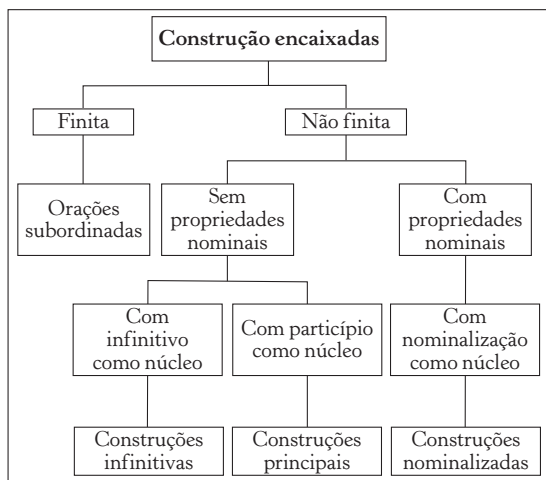 Construção encaixadas
Finita
Não finita
Orações
subordinadas
Sem
propriedades
nominais
Com
propriedades
nominais
Com
infinitivo
como núcleo
Com particípio
como núcleo
Com
nominalização
como núcleo
Construções
infinitivas
Construções
principais
Construções
nominalizadas